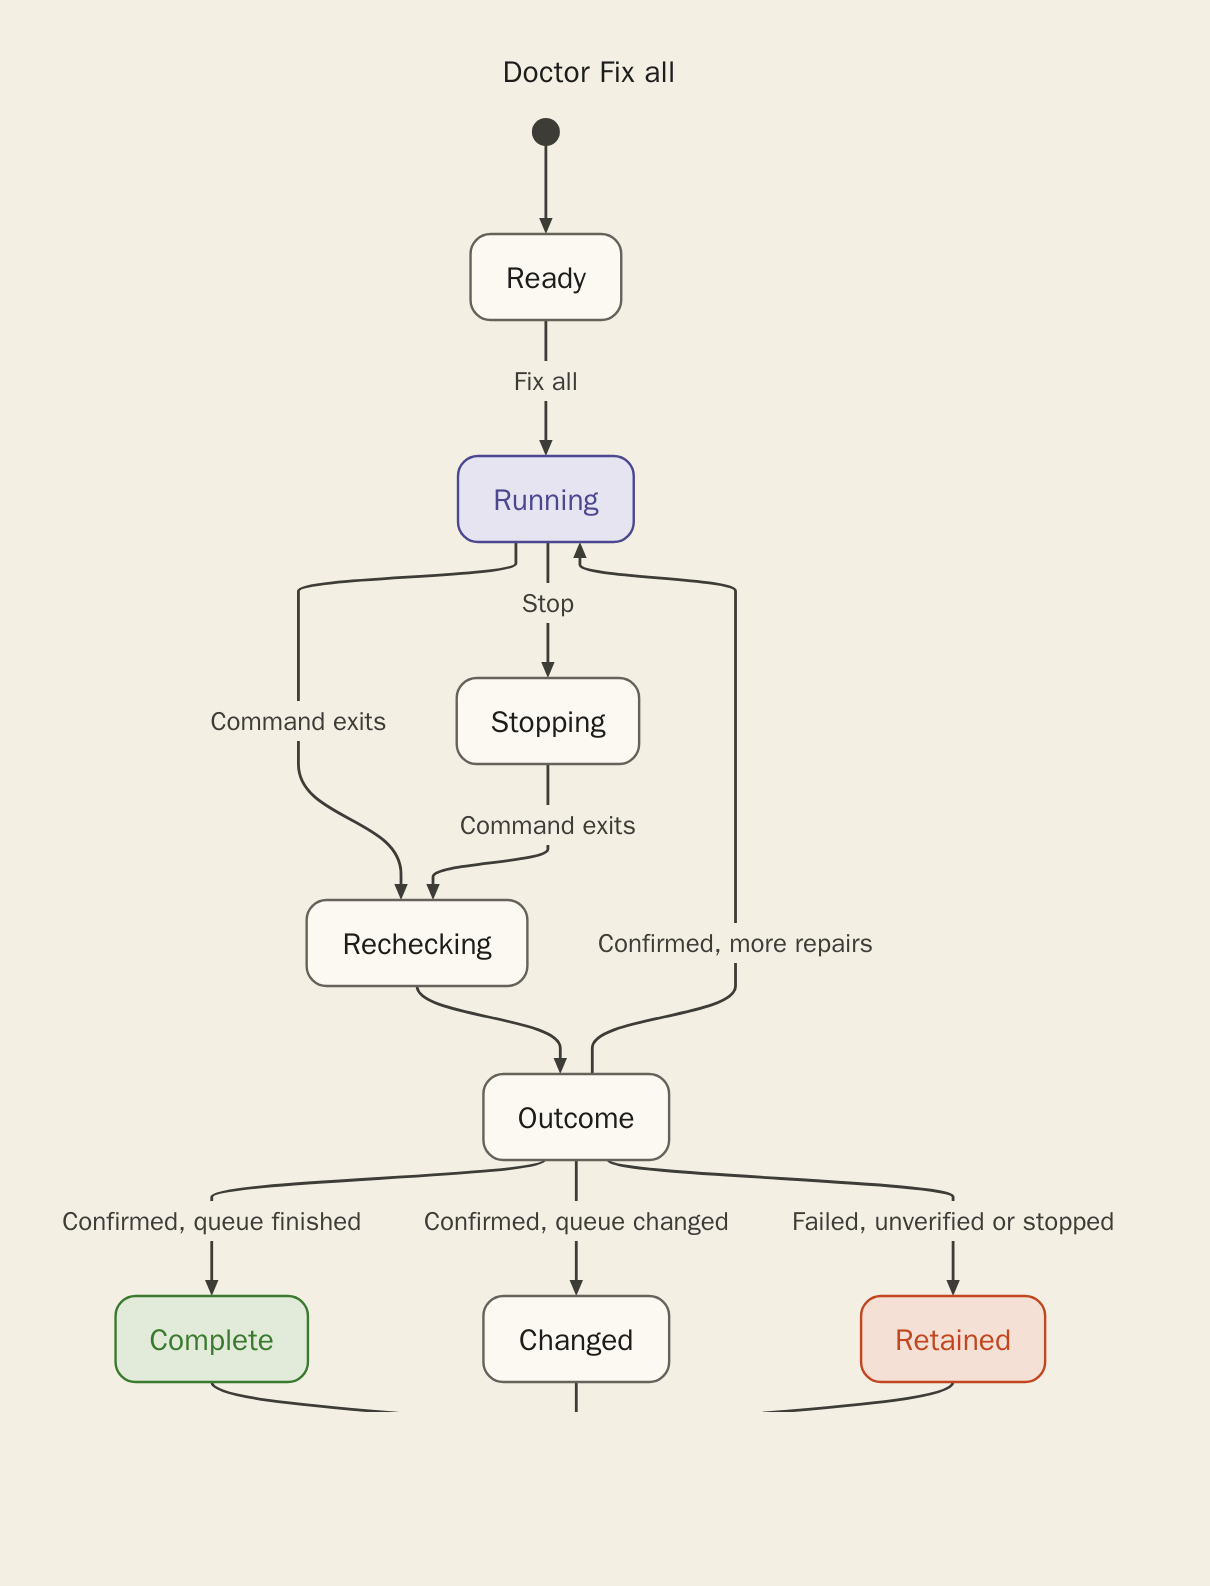 Doctor Fix all
Ready
Fix all
Running
Stop
Command exits
Stopping
Command exits
Rechecking
Confirmed, more repairs
Outcome
Confirmed, queue finished
Confirmed, queue changed
Failed, unverified or stopped
Complete
Changed
Retained